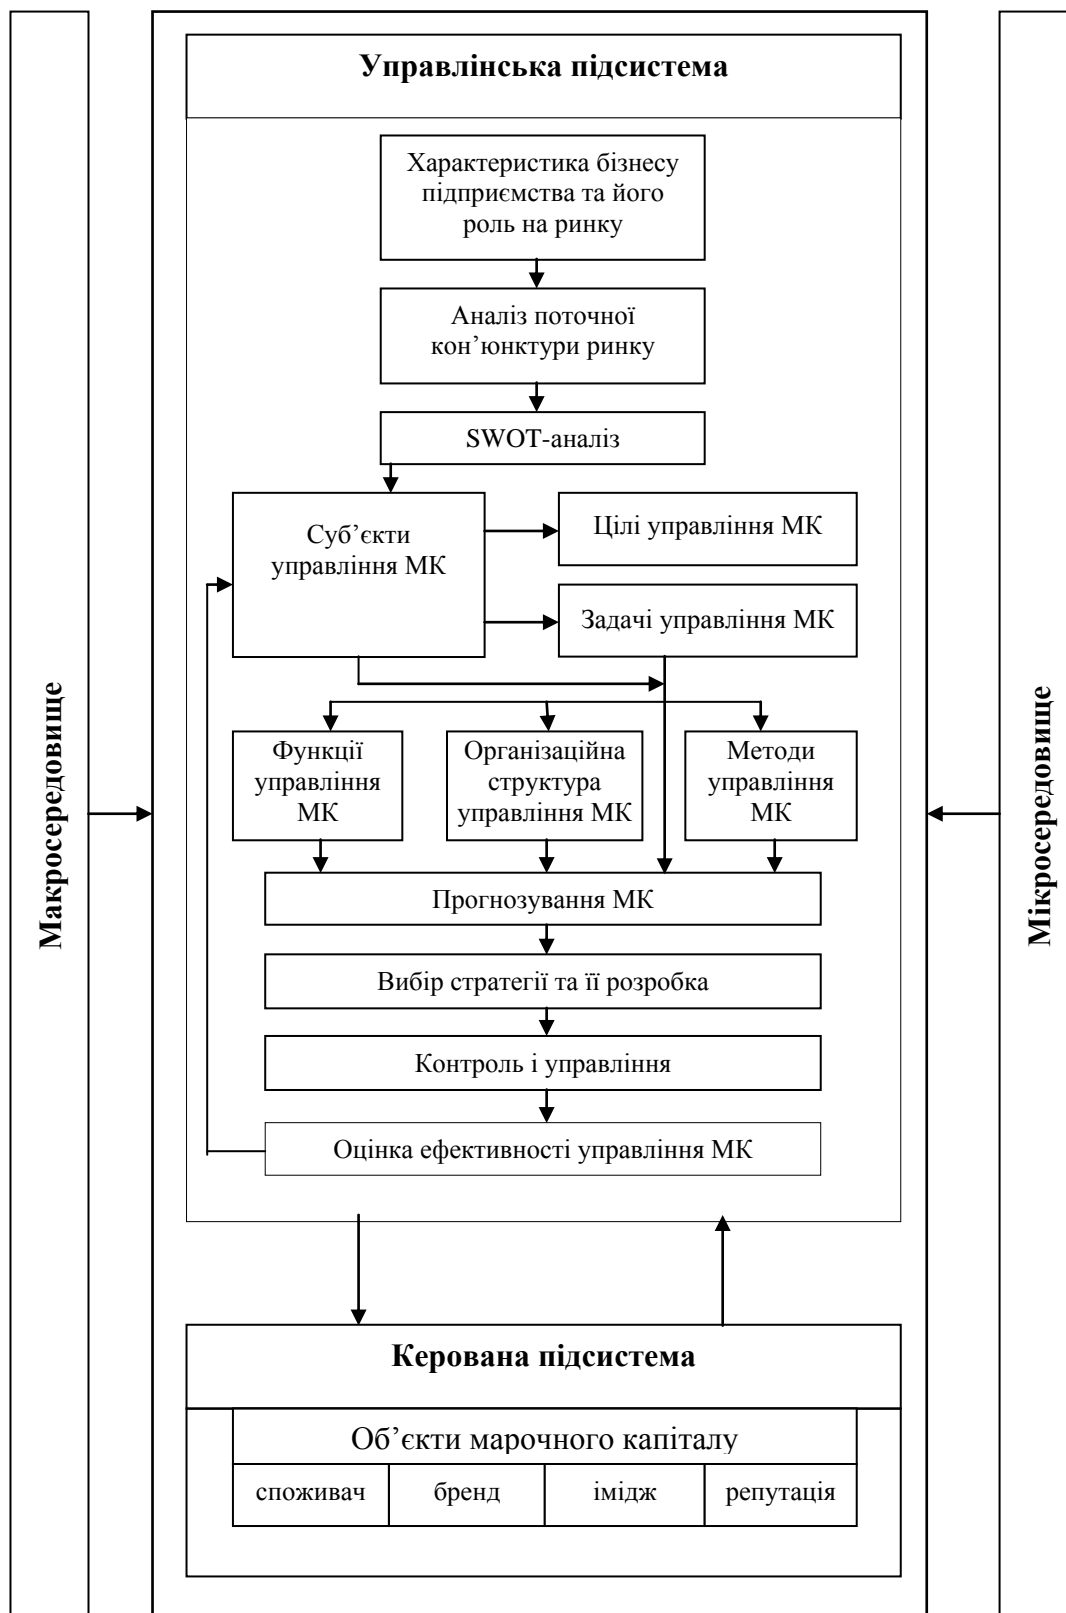 Управлінська підсистема
Характеристика бізнесу
підприємства та його
роль на ринку
Аналіз поточної
кон’юнктури ринку
SWOT-аналіз
Суб’єкти
управління МК
Цілі управління МК
Задачі управління МК
Функції
управління
МК
Організаційна
структура
управління МК
Методи
управління
МК
Прогнозування МК
Вибір стратегії та її розробка
Контроль і управління
Оцінка ефективності управління МК
Керована підсистема
Об’єкти марочного капіталу
споживач
бренд
імідж
репутація
Макросередовище
Мікросередовище